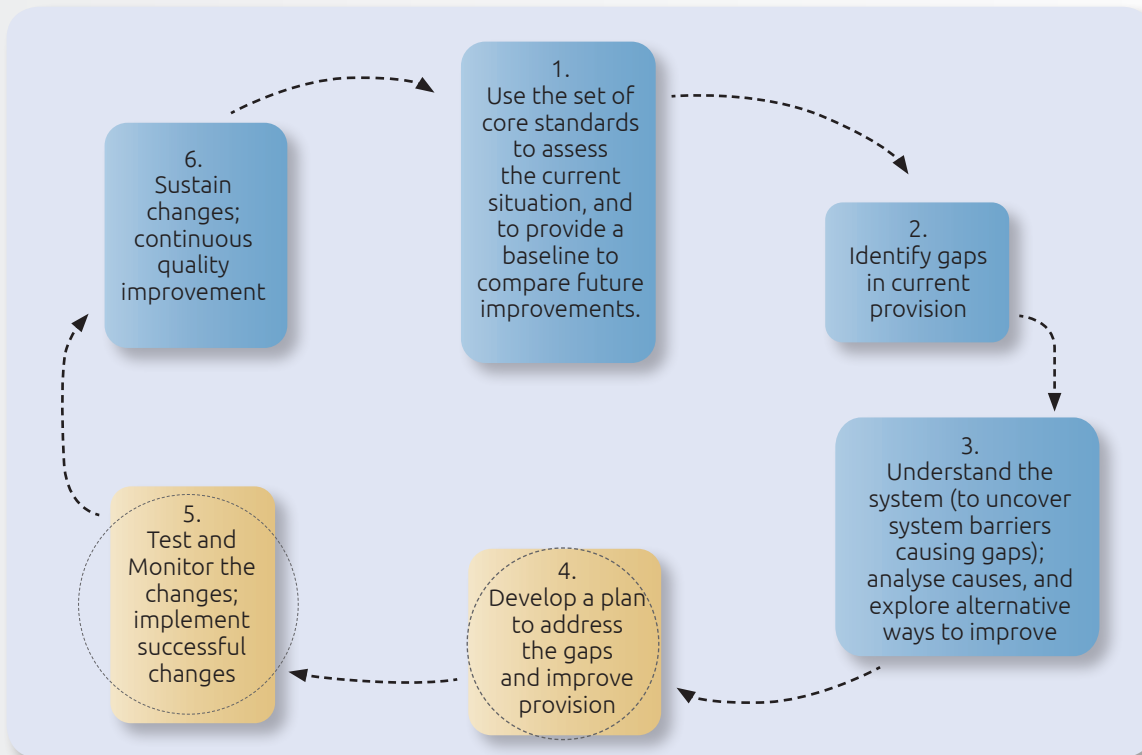 1.
Use the set of
core standards
to assess
the current
situation, and
to provide a
baseline to
compare future
improvements.
2.
Identify gaps
in current
provision
3.
Understand the
system (to uncover
system barriers
causing gaps);
analyse causes, and
explore alternative
ways to improve
4.
Develop a plan
to address
the gaps
and improve
provision
5.
Test and
Monitor the
changes;
implement
successful
changes
6.
Sustain
changes;
continuous
quality
improvement